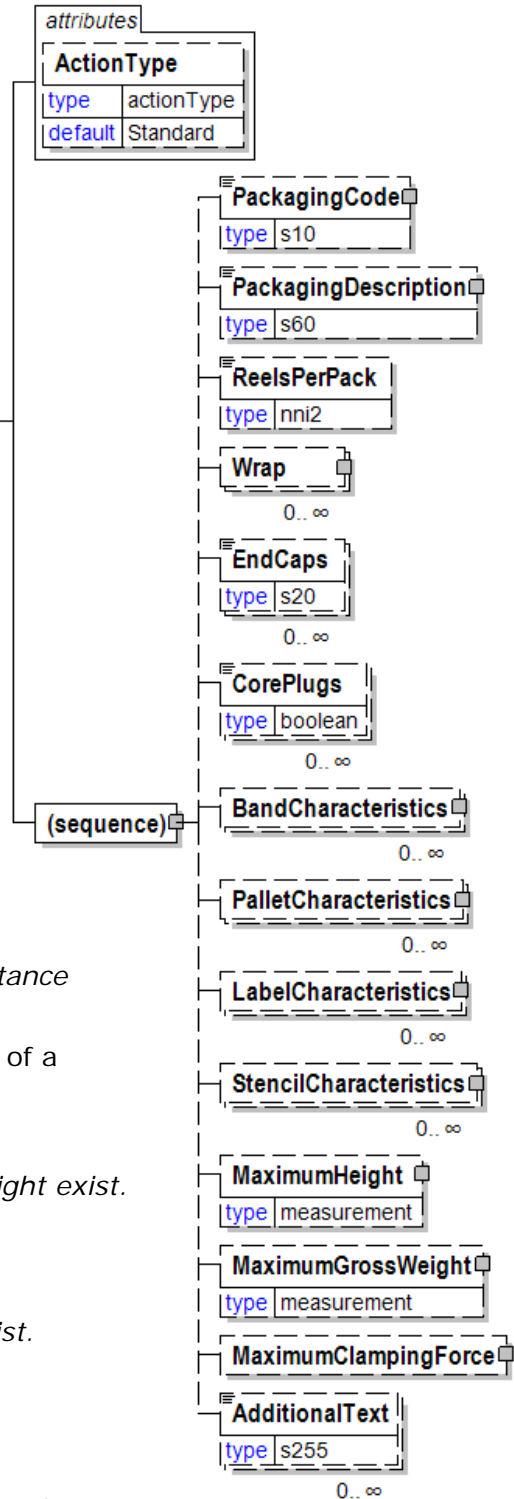 attributes
ActionType
type actionType
default Standard
PackagingCode
type s10
PackagingDescription
type s60
ReelsPerPack
type nni2
Wrap
0.. ∞
EndCaps
type s20
0.. ∞
CorePlugs
type boolean
0.. ∞
(sequence)
BandCharacteristics
0.. ∞
PalletCharacteristics
0.. ∞
tance
LabelCharacteristics
0.. ∞
of a
StencilCharacteristics
0.. ∞
ight exist.
MaximumHeight
type measurement
MaximumGrossWeight
type measurement
ist.
MaximumClampingForce
AdditionalText
type s255
0.. ∞